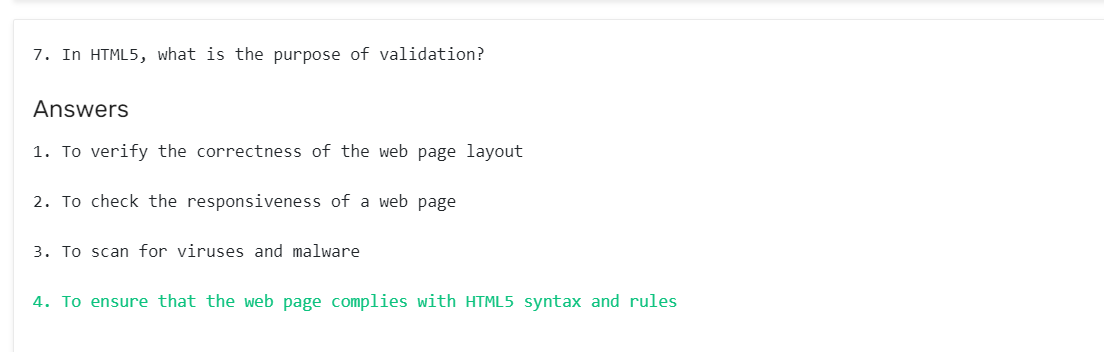 7. In HTML5, what is the purpose of validation?
Answers
1. To verify the correctness of the web page layout
2. To check the responsiveness of a web page
3. To scan for viruses and malware
4. To ensure that the web page complies with HTML5 syntax and rules